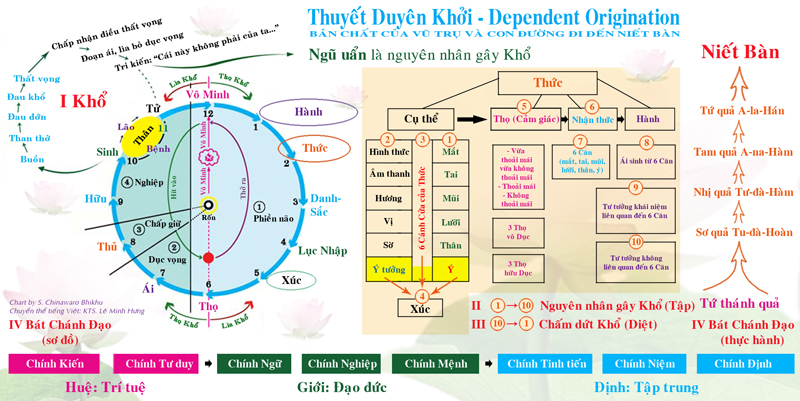 Thuyết Duyên Khởi - Dependent Origination
BẢN CHẤT CỦA VŨ TRỤ VÀ CON ĐƯỜNG ĐI ĐẾN NIẾT BÀN
Ngũ uẩn là nguyên nhân gây Khổ
Chấp nhận điều thất vọng
Đoạn ái, lìa bỏ dục vọng
Tri kiến: "Cái này không phải của ta..."
Thất vọng
Đau khổ
Đau đớn
Than thở
Buồn
I Khổ
Lìa Khổ
Thọ Khổ
Vô Minh
12
1
2
3
4
5
6
7
8
9
10
11
Hành
Thức
Danh-
Sắc
Lục Nhập
Xúc
Thọ
Ái
Thủ
Hữu
Sinh
Tử
Lão
Thân
Bệnh
Vô Minh
Vô Minh
Hít vào
Thở ra
Rốn
1 Phiền não
2
Dục vọng
3
Chấp giữ
4 Nghiệp
Thọ Khổ
Lìa Khổ
Chart by S. Chinawaro Bhikhu
Chuyển thể tiếng Việt: KTS. Lê Minh Hưng
Thức
Cụ thể
5
Thọ (Cảm giác)
6
Nhận thức
Hành
2
3
1
Hình thức
Âm thanh
Hương
Vị
Sờ
Ý tưởng
6 Cánh Cửa của Thức
Mắt
Tai
Mũi
Lưỡi
Thân
Ý
4
Xúc
- Vừa
thoải mái
vừa không
thoải mái
- Thoải mái
- Không
thoải mái
3 Thọ
vô Dục
3 Thọ
hữu Dục
7
6 Căn
(mắt, tai, mũi,
lưỡi, thân, ý)
8
Ái sinh từ 6 Căn
9
Tư tưởng khái niệm
liên quan đến 6 Căn
10
Tư tưởng không
liên quan đến 6 Căn
Niết Bàn
Tứ quả A-la-Hán
Tam quả A-na-Hàm
Nhị quả Tư-đà-Hàm
Sơ quả Tu-đà-Hoàn
Tứ thánh quả
II 1 → 10 Nguyên nhân gây Khổ (Tập)
III 10 → 1 Chấm dứt Khổ (Diệt)
IV Bát Chánh Đạo
(sơ đồ)
IV Bát Chánh Đạo
(thực hành)
Chính Kiến
Chính Tư duy
Chính Ngữ
Chính Nghiệp
Chính Mệnh
Chính Tinh tiến
Chính Niệm
Chính Định
Huệ: Trí tuệ
Giới: Đạo đức
Định: Tập trung